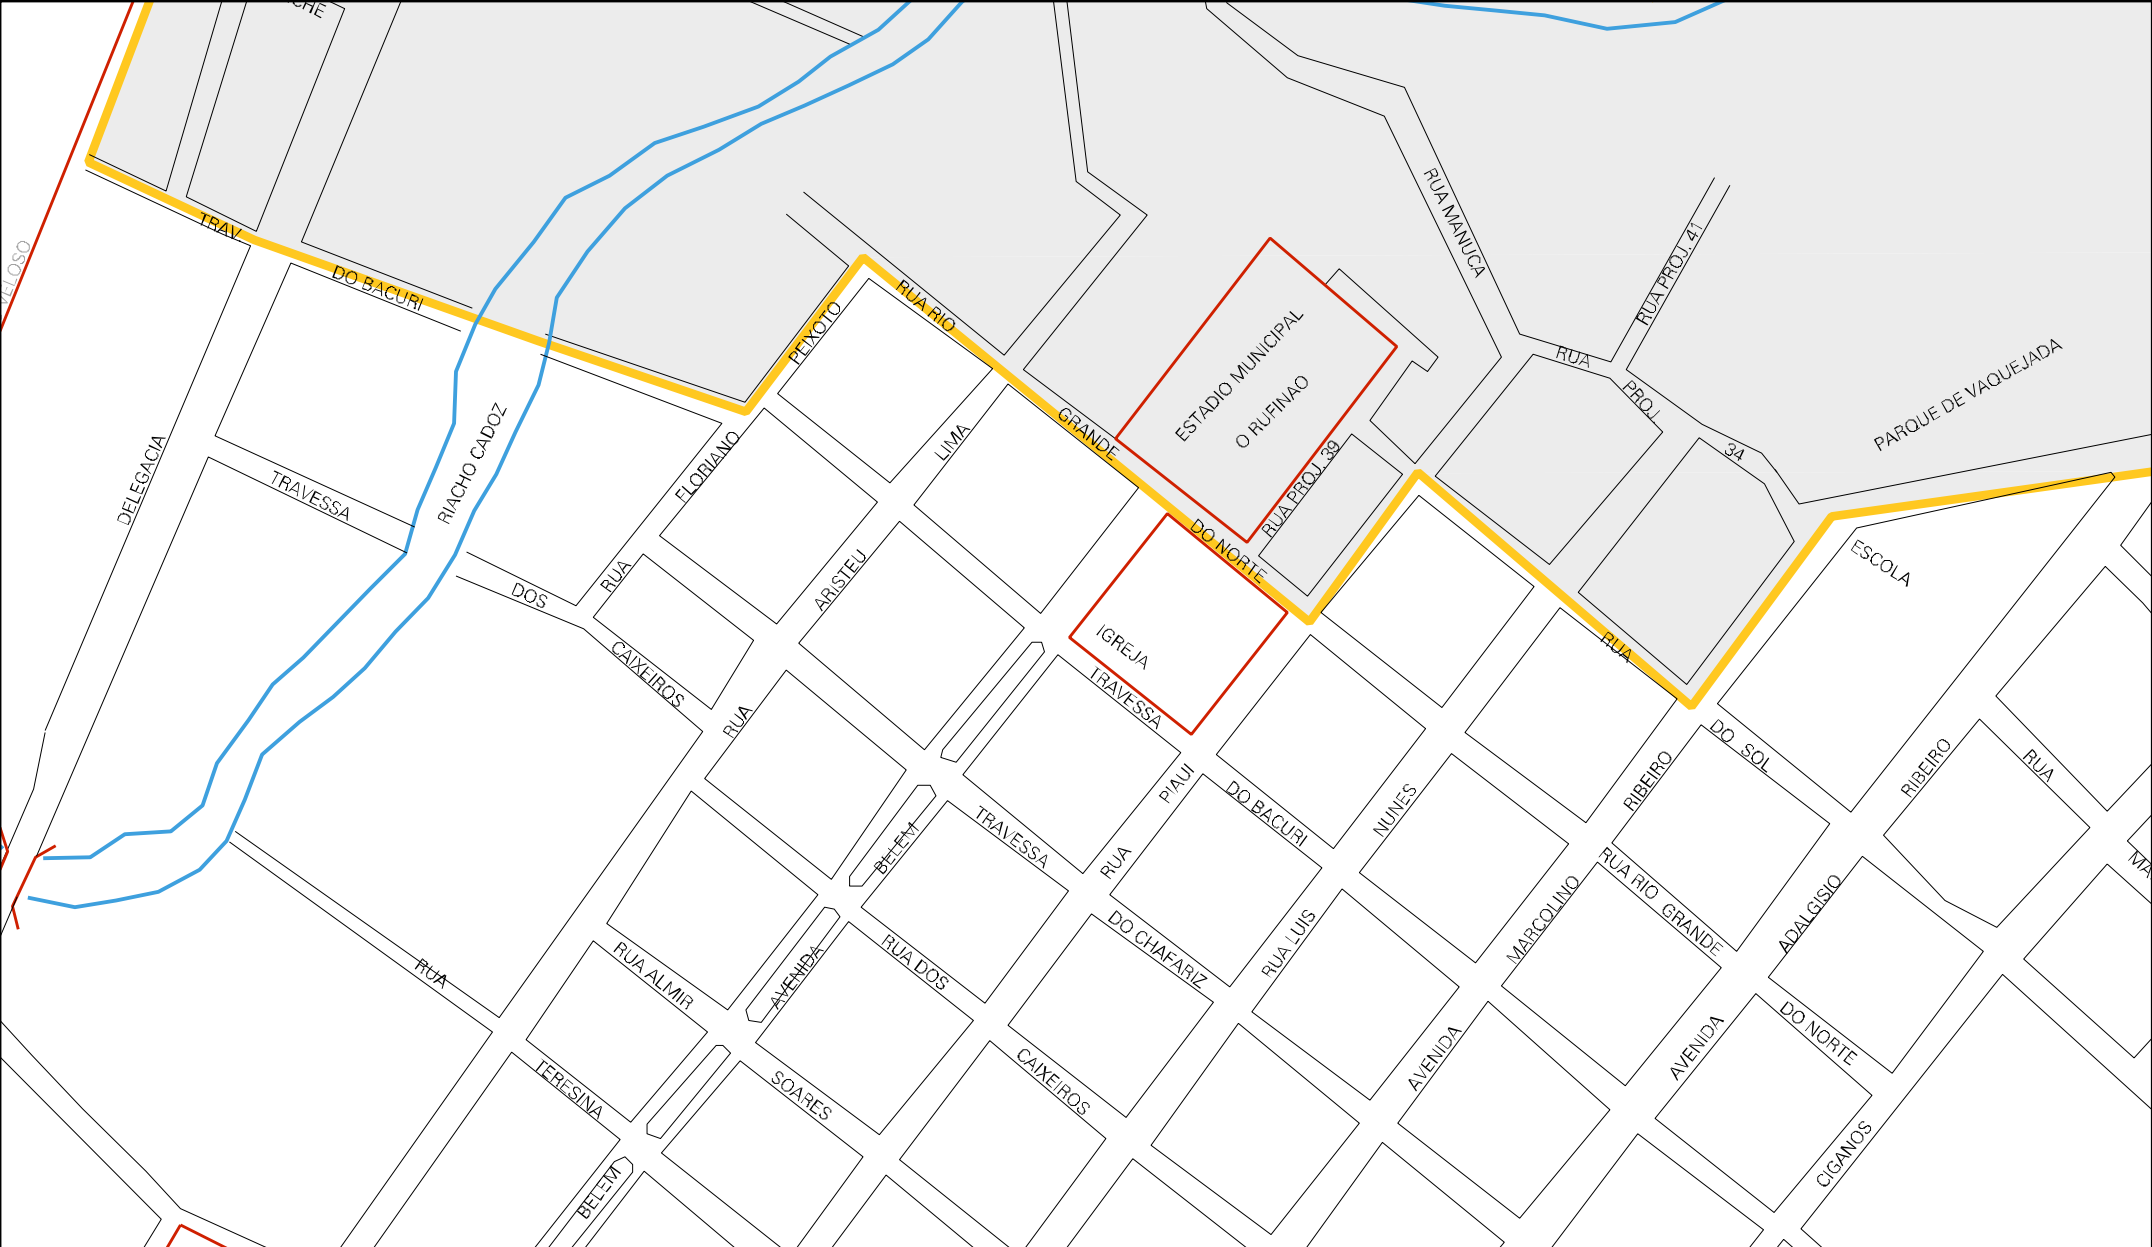 CHE
VELOSO
TRAV
DO BACURI
RUA MANUCA
RUA PROJ. 41
RUA RIO
PEIXOTO
ESTADIO MUNICIPAL
O RUFINAO
RUA
PROJ
34
PARQUE DE VAQUEJADA
GRANDE
LIMA
FLORIANO
RIACHO CADOZ
DELEGACIA
TRAVESSA
RUA PROJ. 39
DO NORTE
ESCOLA
ARISTEU
RUA
DOS
CAIXEIROS
IGREJA
TRAVESSA
RUA
RUA
DO SOL
PIAUI
DO BACURI
NUNES
RIBEIRO
RIBEIRO
RUA
BELEM
TRAVESSA
RUA
RUA RIO GRANDE
MA
MARCOLINO
ADALGISIO
RUA
RUA ALMIR
AVENIDA
RUA DOS
DO CHAFARIZ
RUA LUIS
TERESINA
SOARES
CAIXEIROS
AVENIDA
AVENIDA
DO NORTE
BELEM
CIGANOS